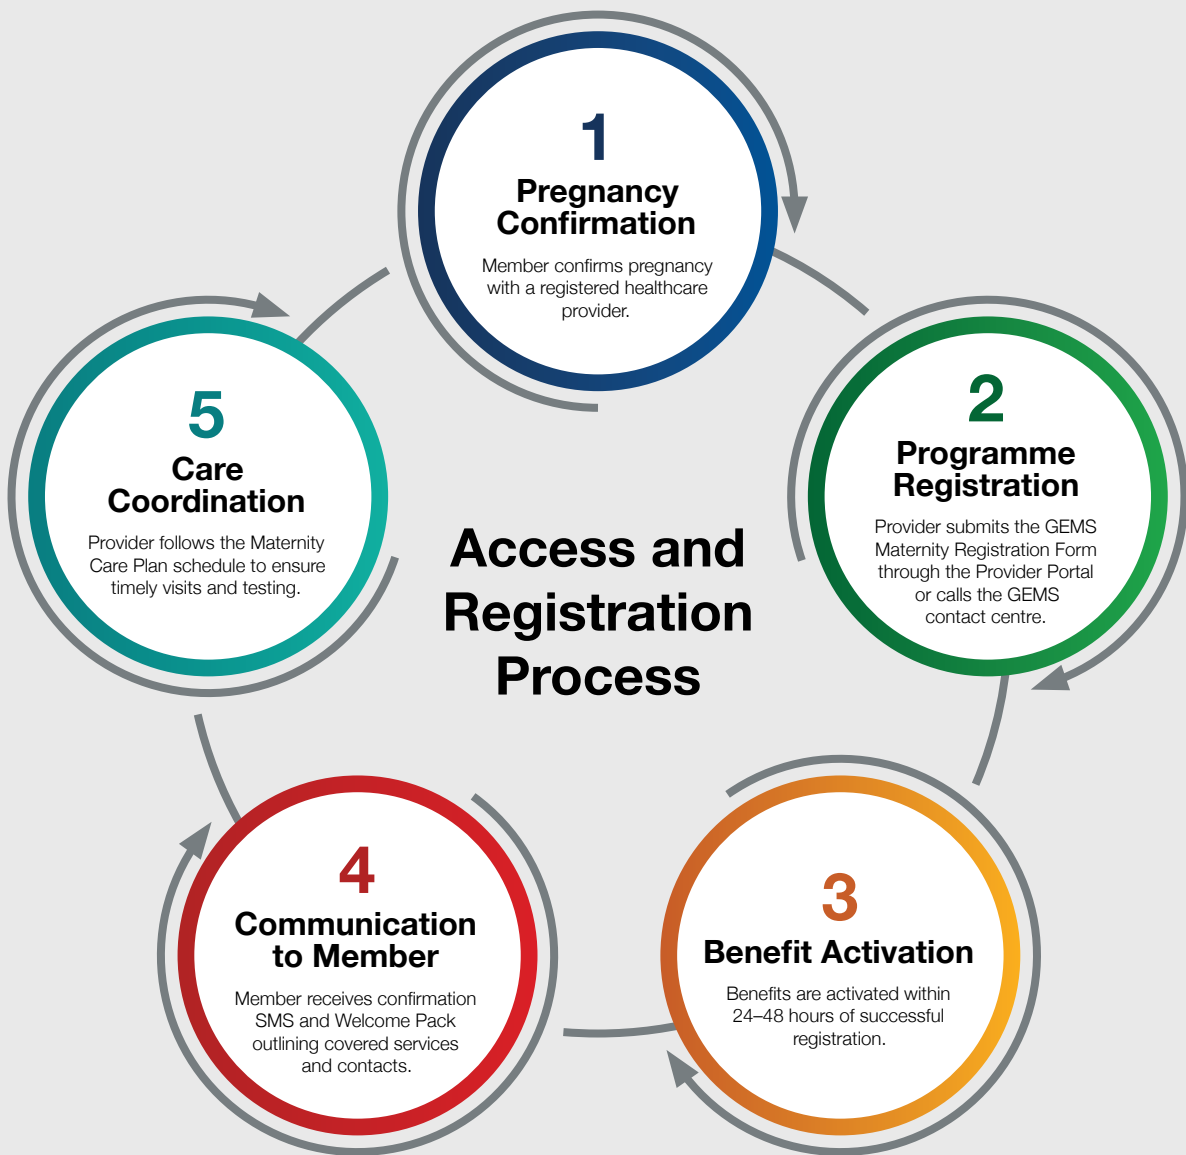 Access and
Registration
Process
1
Pregnancy
Confirmation
Member confirms pregnancy
with a registered healthcare
provider.
2
Programme
Registration
Provider submits the GEMS
Maternity Registration Form
through the Provider Portal
or calls the GEMS
contact centre.
3
Benefit Activation
Benefits are activated within
24–48 hours of successful
registration.
4
Communication
to Member
Member receives confirmation
SMS and Welcome Pack
outlining covered services
and contacts.
5
Care
Coordination
Provider follows the Maternity
Care Plan schedule to ensure
timely visits and testing.